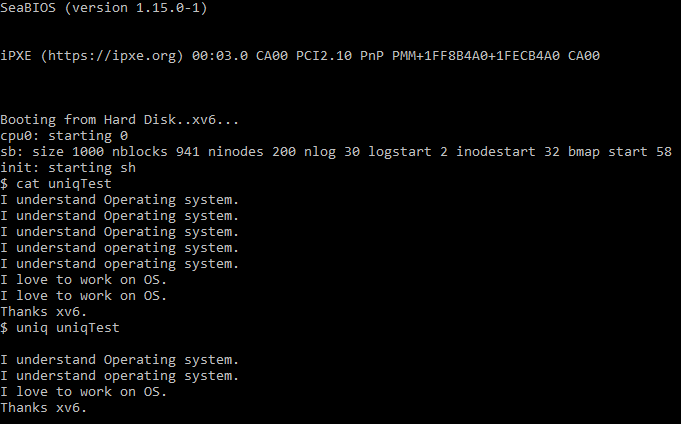 SeaBIOS (version 1.15.0-1)
iPXE (https://ipxe.org) 00:03.0 CA00 PCI2.10 PnP PMM+1FF8B4A0+1FECB4A0 CA00
Booting from Hard Disk..xv6...
cpu0: starting 0
sb: size 1000 nblocks 941 ninodes 200 nlog 30 logstart 2 inodestart 32 bmap start 58
init: starting sh
$ cat uniqTest
I understand Operating system.
I understand Operating system.
I understand Operating system.
I understand operating system.
I understand operating system.
I love to work on OS.
I love to work on OS.
Thanks xv6.
$ uniq uniqTest
I understand Operating system.
I understand operating system.
I love to work on OS.
Thanks xv6.